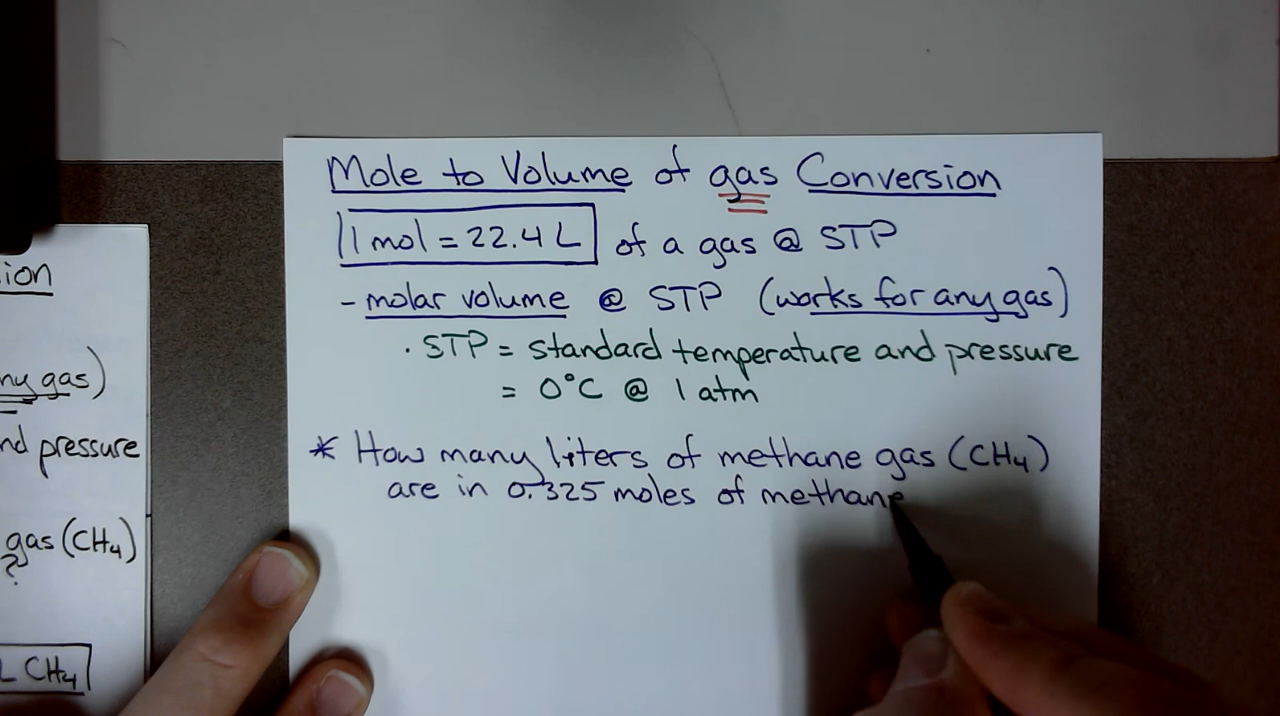 Mole to Volume of gas Conversion
1 mol = 22.4 L of a gas @ STP
- molar volume @ STP (works for any gas)
· STP = standard temperature and pressure
= 0°C @ 1 atm
* How many liters of methane gas (CH₄)
are in 0.325 moles of methane
ion
ny gas)
nd pressure
gas (CH₄)
?
L CH₄